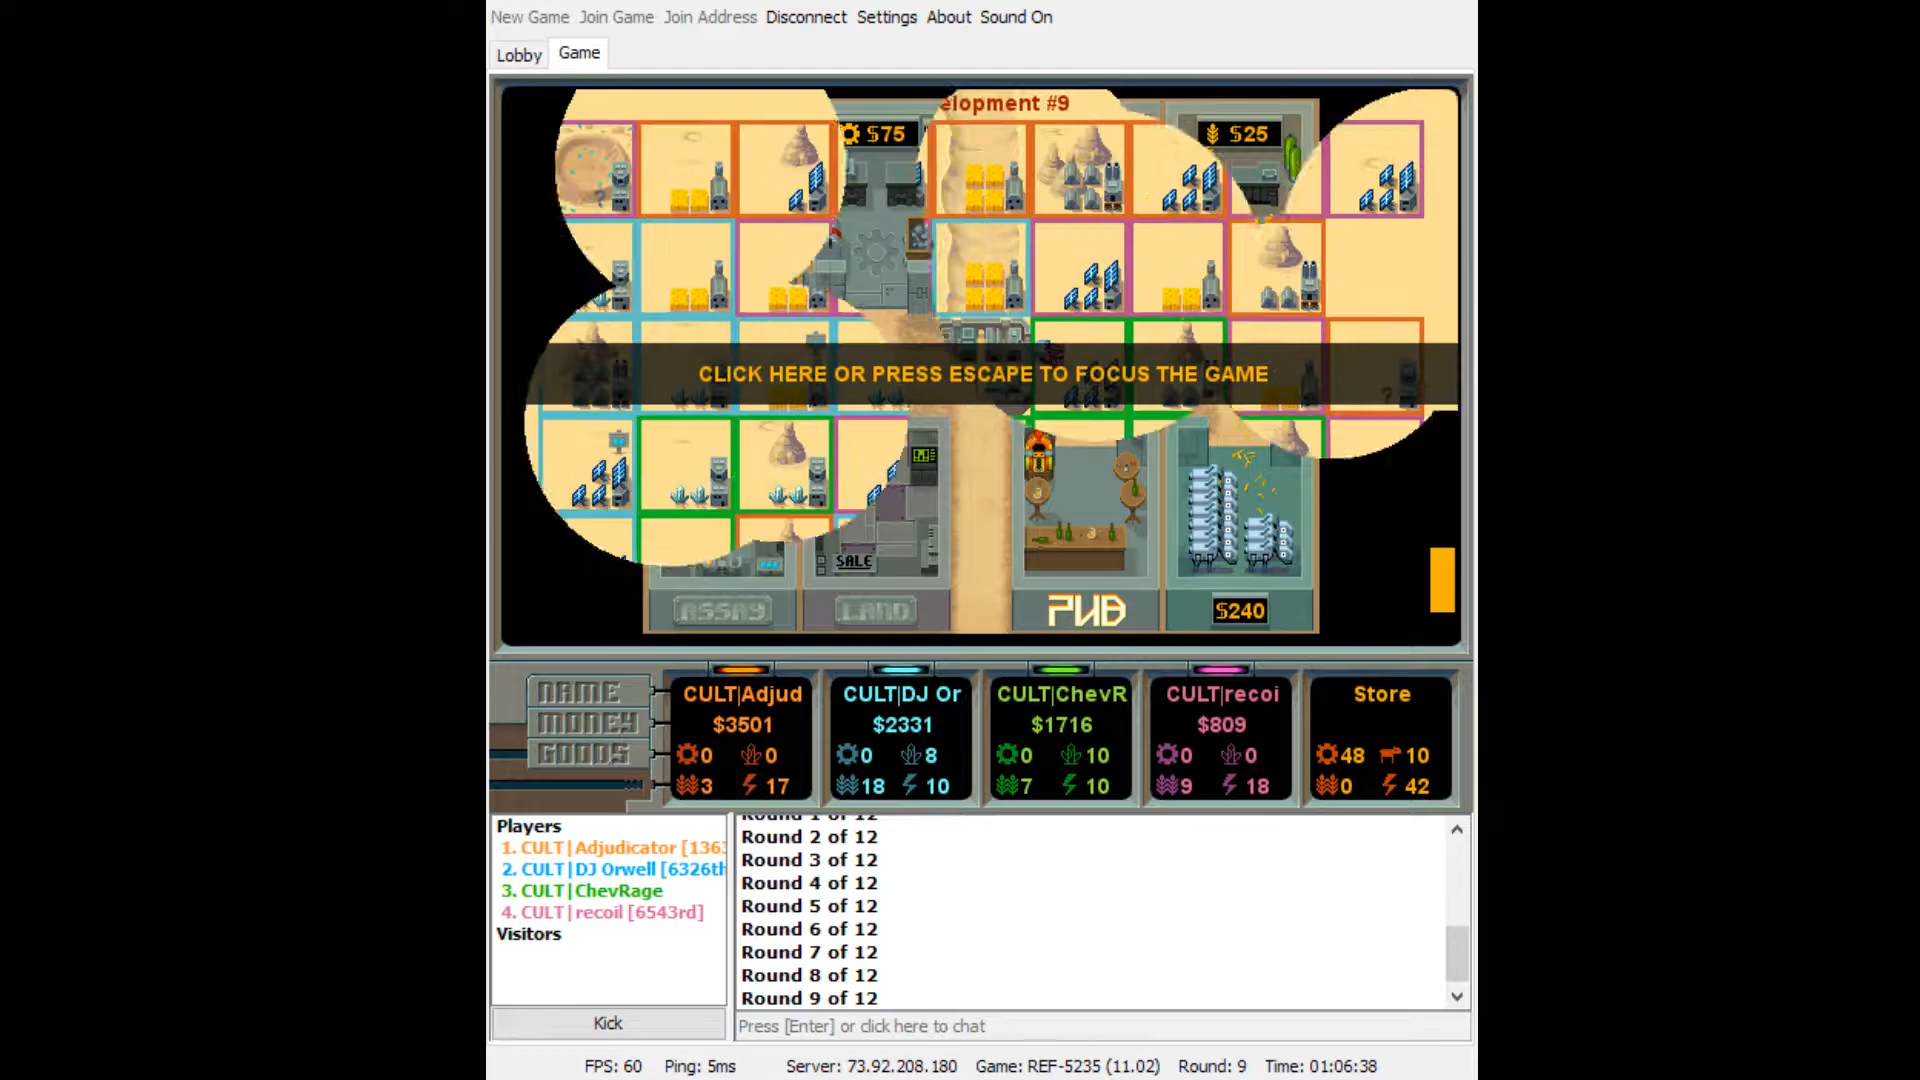 New Game Join Game Join Address Disconnect Settings About Sound On
Lobby Game
elopment #9
$75
$25
CLICK HERE OR PRESS ESCAPE TO FOCUS THE GAME
SALE
ASSAY LAND PUB $240
NAME CULT|Adjud CULT|DJ Or CULT|ChevR CULT|recoi Store
MONEY $3501 $2331 $1716 $809
GOODS 0 0 0 8 0 10 0 0 48 10
3 17 18 10 7 10 9 18 0 42
Players
1. CULT|Adjudicator [136
2. CULT|DJ Orwell [6326th
3. CULT|ChevRage
4. CULT|recoil [6543rd]
Visitors
Kick
Round 1 of 12
Round 2 of 12
Round 3 of 12
Round 4 of 12
Round 5 of 12
Round 6 of 12
Round 7 of 12
Round 8 of 12
Round 9 of 12
Press [Enter] or click here to chat
FPS: 60 Ping: 5ms Server: 73.92.208.180 Game: REF-5235 (11.02) Round: 9 Time: 01:06:38